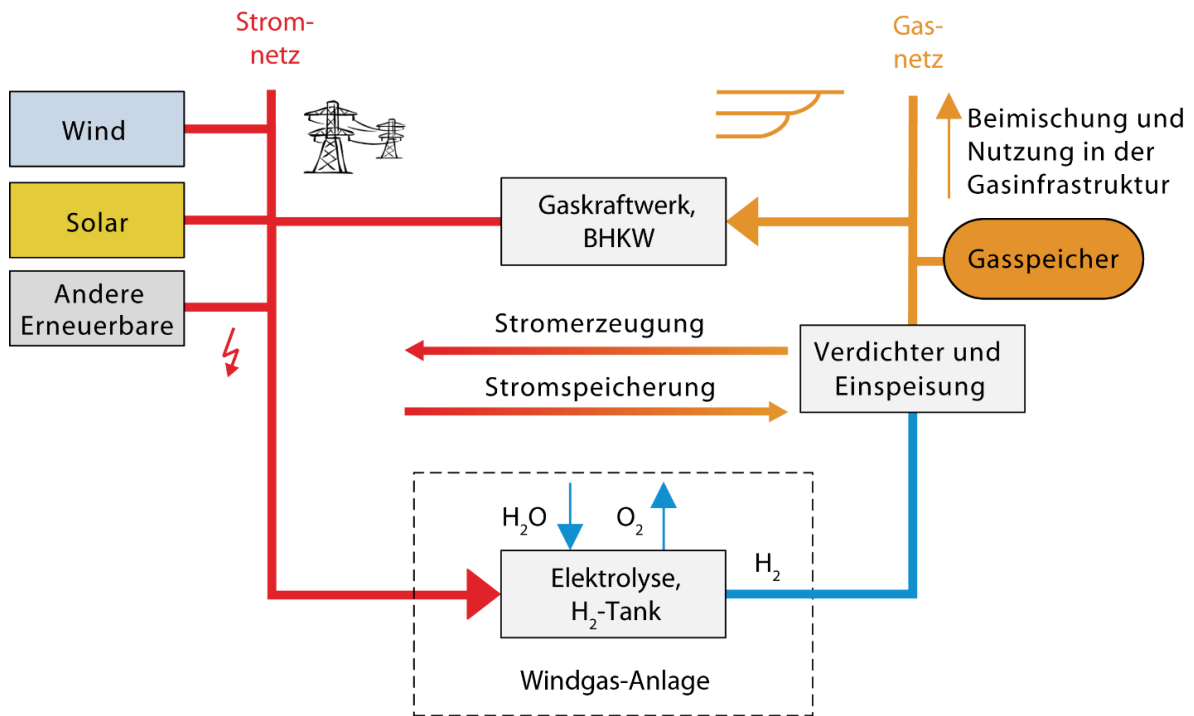 Strom-
netz
Gas-
netz
Wind
Beimischung und
Nutzung in der
Gasinfrastruktur
Solar
Gaskraftwerk,
BHKW
Gasspeicher
Andere
Erneuerbare
Stromerzeugung
Verdichter und
Einspeisung
Stromspeicherung
H₂O
O₂
H₂
Elektrolyse,
H₂-Tank
Windgas-Anlage